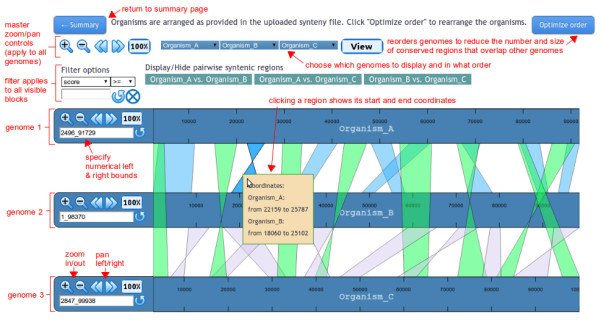 return to summary page
← Summary
Organisms are arranged as provided in the uploaded synteny file. Click "Optimize order" to rearrange the organisms.
Optimize order
master
zoom/pan
controls
(apply to
all genomes)
100X
Organism_A
Organism_B
Organism_C
View
reorders genomes to reduce the number and size
of conserved regions that overlap other genomes
choose which genomes to display and in what order
filter applies
to all visible
blocks
Filter options
score
>=
Display/Hide pairwise syntenic regions
Organism_A vs. Organism_B
Organism_A vs. Organism_C
Organism_B vs. Organism_C
clicking a region shows its start and end coordinates
genome 1
100X
2496_91729
10000 20000 30000 40000 50000 60000 70000 80000 90000
Organism_A
specify
numerical left
& right bounds
Coordinates:
Organism_A:
from 22159 to 25787
Organism_B:
from 18060 to 25102
genome 2
100X
1_98370
10000 20000 50000 60000 70000 80000 90000
Organism_B
zoom
in/out
pan
left/right
genome 3
100X
2847_99938
10000 20000 30000 40000 50000 60000 70000 80000 90000
Organism_C